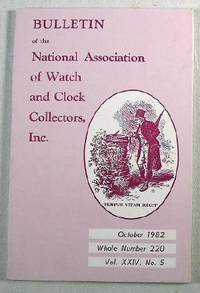 BULLETIN
of the
National Association
of Watch
and Clock
Collectors,
Inc.
TEMPUS VITAM REGIT
October 1982
Whole Number 220
Vol. XXIV, No. 5